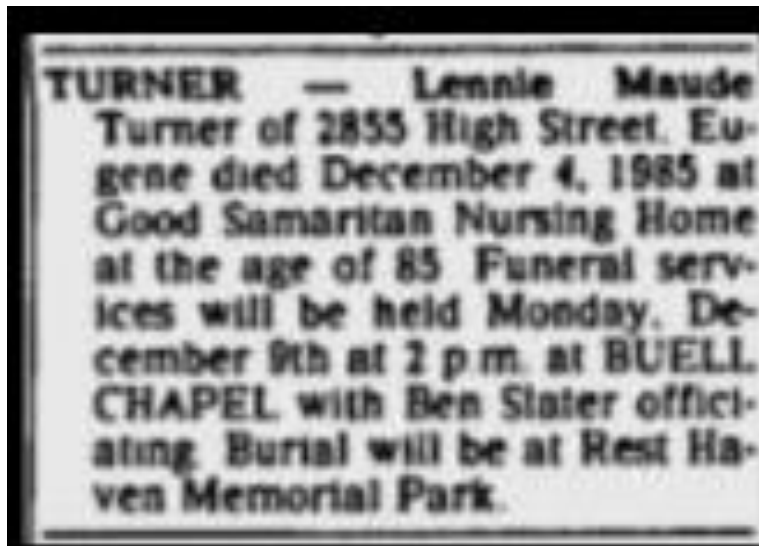 TURNER — Lennie Maude
Turner of 2855 High Street, Eu-
gene died December 4, 1985 at
Good Samaritan Nursing Home
at the age of 85. Funeral serv-
ices will be held Monday, De-
cember 9th at 2 p.m. at BUELL
CHAPEL with Ben Slater offici-
ating. Burial will be at Rest Ha-
ven Memorial Park.